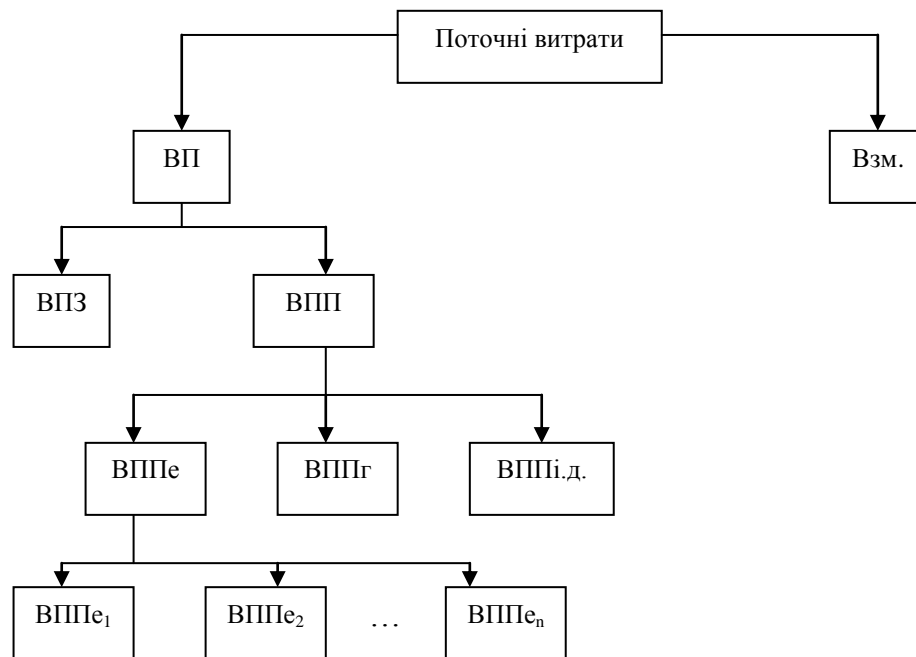 Поточні витрати
ВП
Взм.
ВПЗ
ВПП
ВППе
ВППг
ВППі.д.
ВППе₁
ВППе₂
…
ВППеₙ